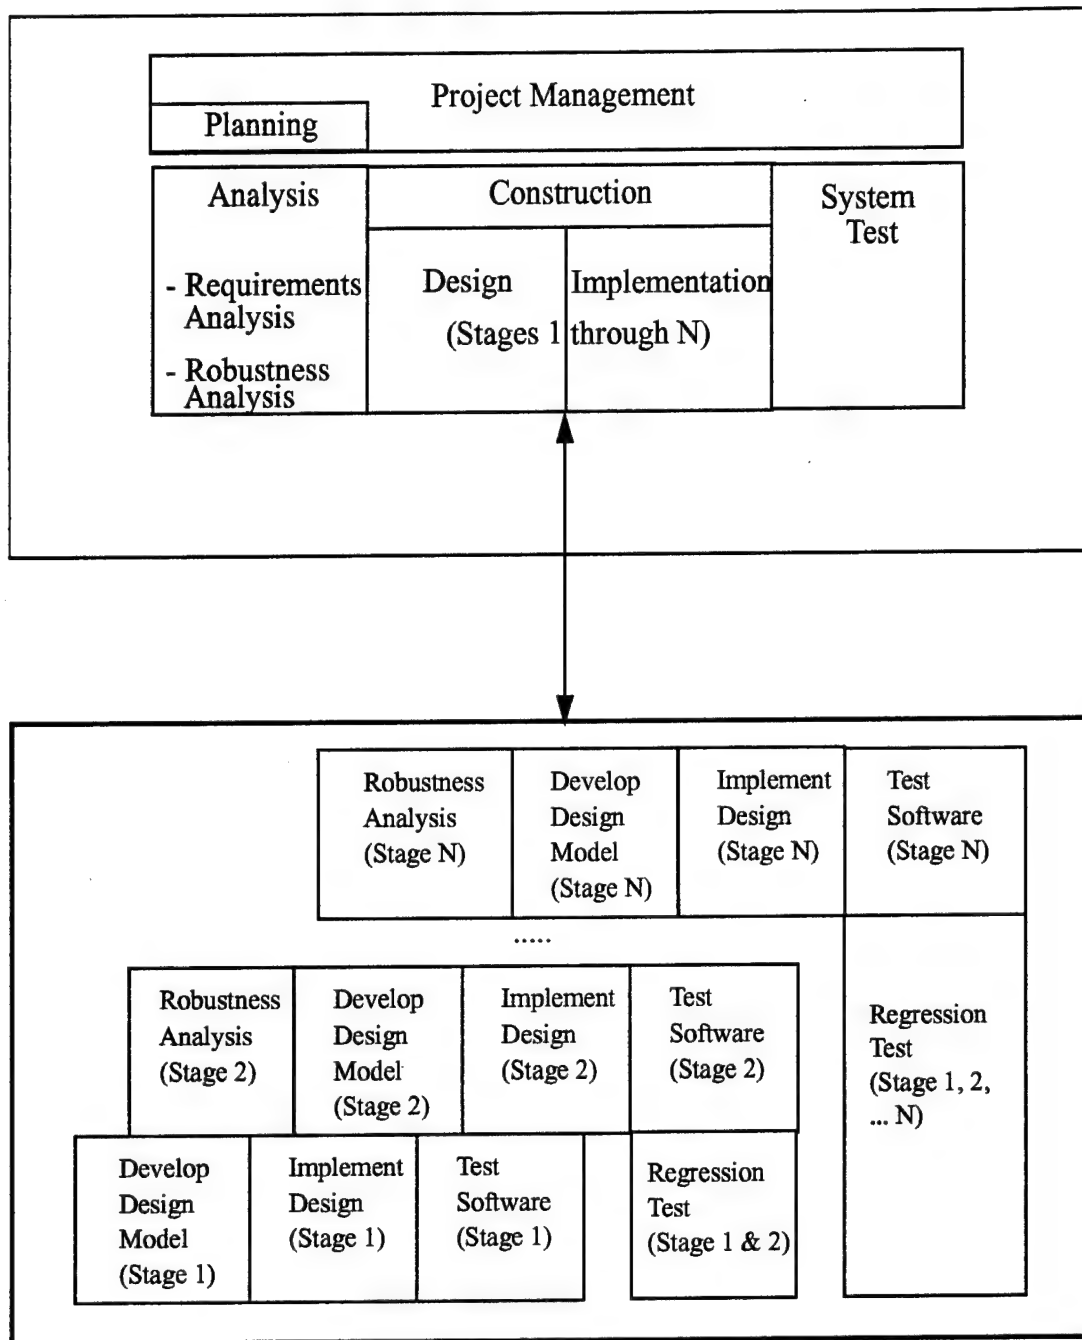 Project Management
Planning
Analysis
- Requirements
Analysis
- Robustness
Analysis
Construction
Design
Implementation
(Stages 1 through N)
System
Test
Robustness
Analysis
(Stage N)
Develop
Design
Model
(Stage N)
Implement
Design
(Stage N)
Test
Software
(Stage N)
.....
Robustness
Analysis
(Stage 2)
Develop
Design
Model
(Stage 2)
Implement
Design
(Stage 2)
Test
Software
(Stage 2)
Regression
Test
(Stage 1, 2,
... N)
Develop
Design
Model
(Stage 1)
Implement
Design
(Stage 1)
Test
Software
(Stage 1)
Regression
Test
(Stage 1 & 2)